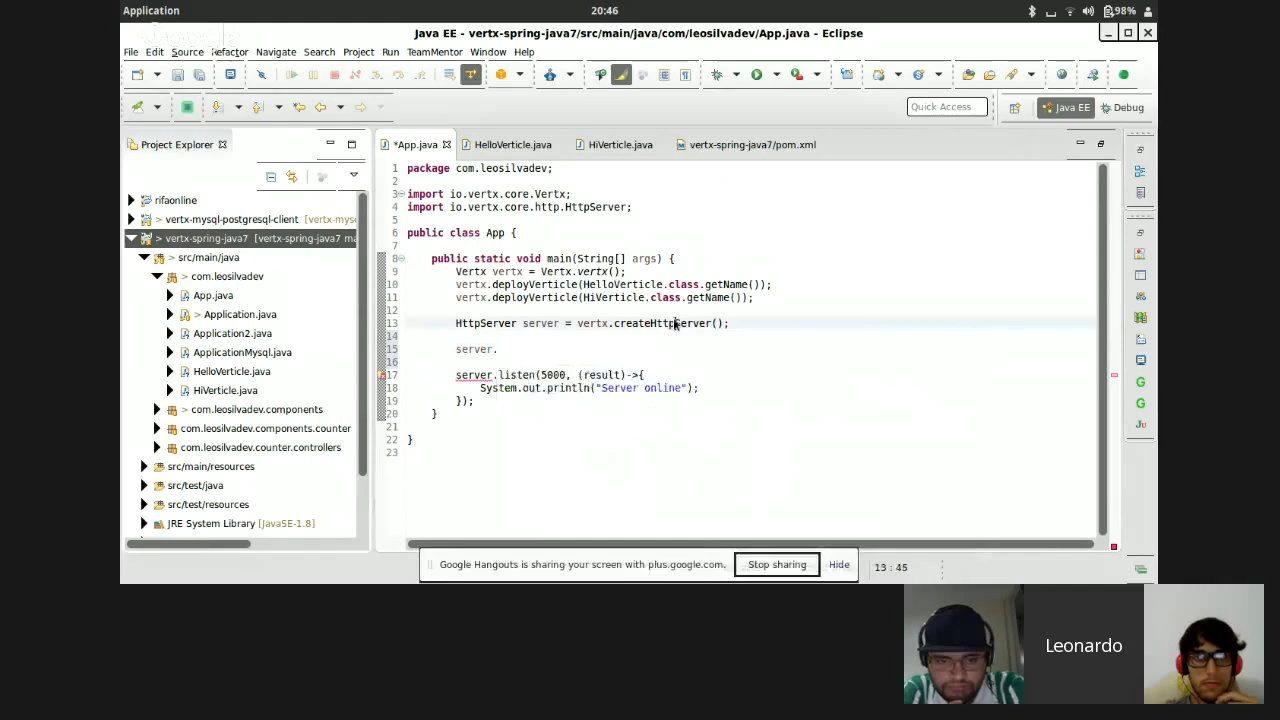 Application
20:46
98%
Java EE - vertx-spring-java7/src/main/java/com/leosilvadev/App.java - Eclipse
File Edit Source Refactor Navigate Search Project Run TeamMentor Window Help
Quick Access
Java EE
Debug
Project Explorer
*App.java
HelloVerticle.java
HiVerticle.java
vertx-spring-java7/pom.xml
rifaonline
> vertx-mysql-postgresql-client [vertx-mys
> vertx-spring-java7 [vertx-spring-java7 ma
> src/main/java
> com.leosilvadev
App.java
> Application.java
Application2.java
ApplicationMysql.java
HelloVerticle.java
HiVerticle.java
> com.leosilvadev.components
com.leosilvadev.components.counter
com.leosilvadev.counter.controllers
src/main/resources
src/test/java
src/test/resources
JRE System Library [JavaSE-1.8]
1 package com.leosilvadev;
2
3 import io.vertx.core.Vertx;
4 import io.vertx.core.http.HttpServer;
5
6 public class App {
7
8 public static void main(String[] args) {
9 Vertx vertx = Vertx.vertx();
10 vertx.deployVerticle(HelloVerticle.class.getName());
11 vertx.deployVerticle(HiVerticle.class.getName());
12
13 HttpServer server = vertx.createHttpServer();
14
15 server.
16
17 server.listen(5000, (result)->{
18 System.out.println("Server online");
19 });
20 }
21
22 }
23
Google Hangouts is sharing your screen with plus.google.com.
Stop sharing
Hide
13 : 45
Leonardo